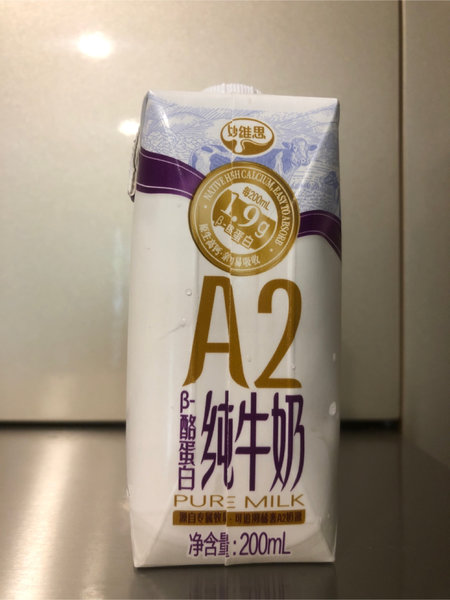 妙维思
NATIVE HSH CALCIUM, EASY TO ABSORB
每200mL
1.9g
β-酪蛋白
A2
β-酪蛋白
纯牛奶
PURE MILK
净含量:200mL